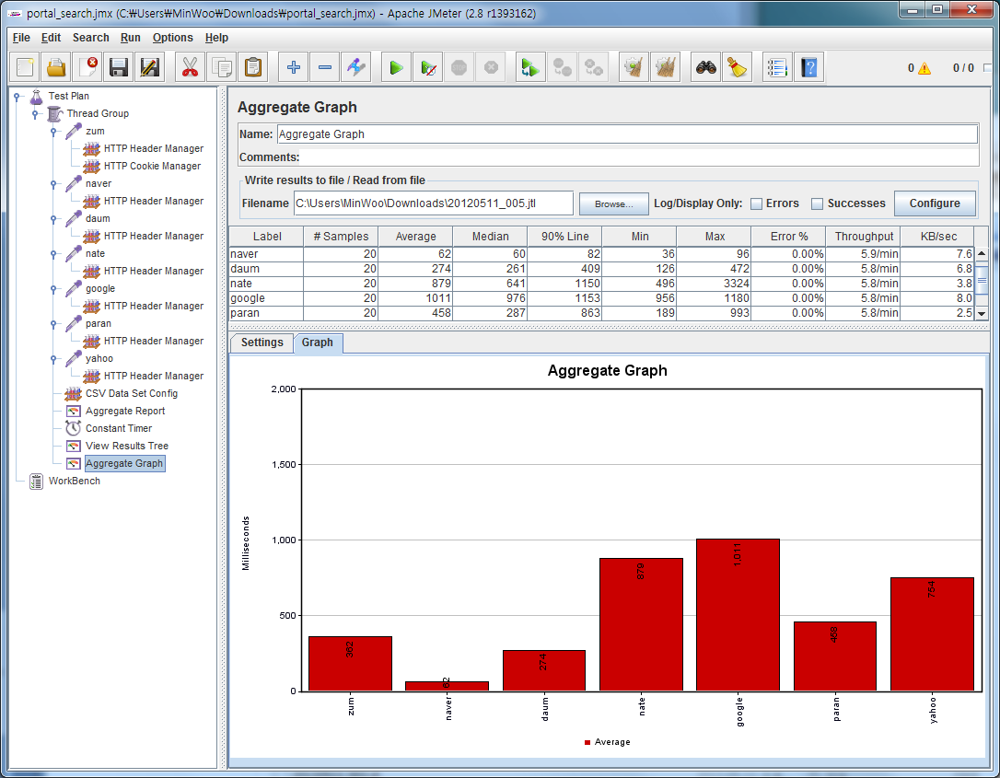 portal_search.jmx (C:₩Users₩MinWoo₩Downloads₩portal_search.jmx) - Apache JMeter (2.8 r1393162)
File Edit Search Run Options Help
0 0 / 0
Test Plan
Thread Group
zum
HTTP Header Manager
HTTP Cookie Manager
naver
HTTP Header Manager
daum
HTTP Header Manager
nate
HTTP Header Manager
google
HTTP Header Manager
paran
HTTP Header Manager
yahoo
HTTP Header Manager
CSV Data Set Config
Aggregate Report
Constant Timer
View Results Tree
Aggregate Graph
WorkBench
Aggregate Graph
Name: Aggregate Graph
Comments:
Write results to file / Read from file
Filename C:\Users\MinWoo\Downloads\20120511_005.jtl Browse... Log/Display Only: Errors Successes Configure
Label # Samples Average Median 90% Line Min Max Error % Throughput KB/sec
naver 20 62 60 82 36 96 0.00% 5.9/min 7.6
daum 20 274 261 409 126 472 0.00% 5.8/min 6.8
nate 20 879 641 1150 496 3324 0.00% 5.8/min 3.8
google 20 1011 976 1153 956 1180 0.00% 5.8/min 8.0
paran 20 458 287 863 189 993 0.00% 5.8/min 2.5
Settings Graph
Aggregate Graph
2,000
1,500
1,000
500
0
Milliseconds
362 62 274 879 1,011 458 754
zum naver daum nate google paran yahoo
Average